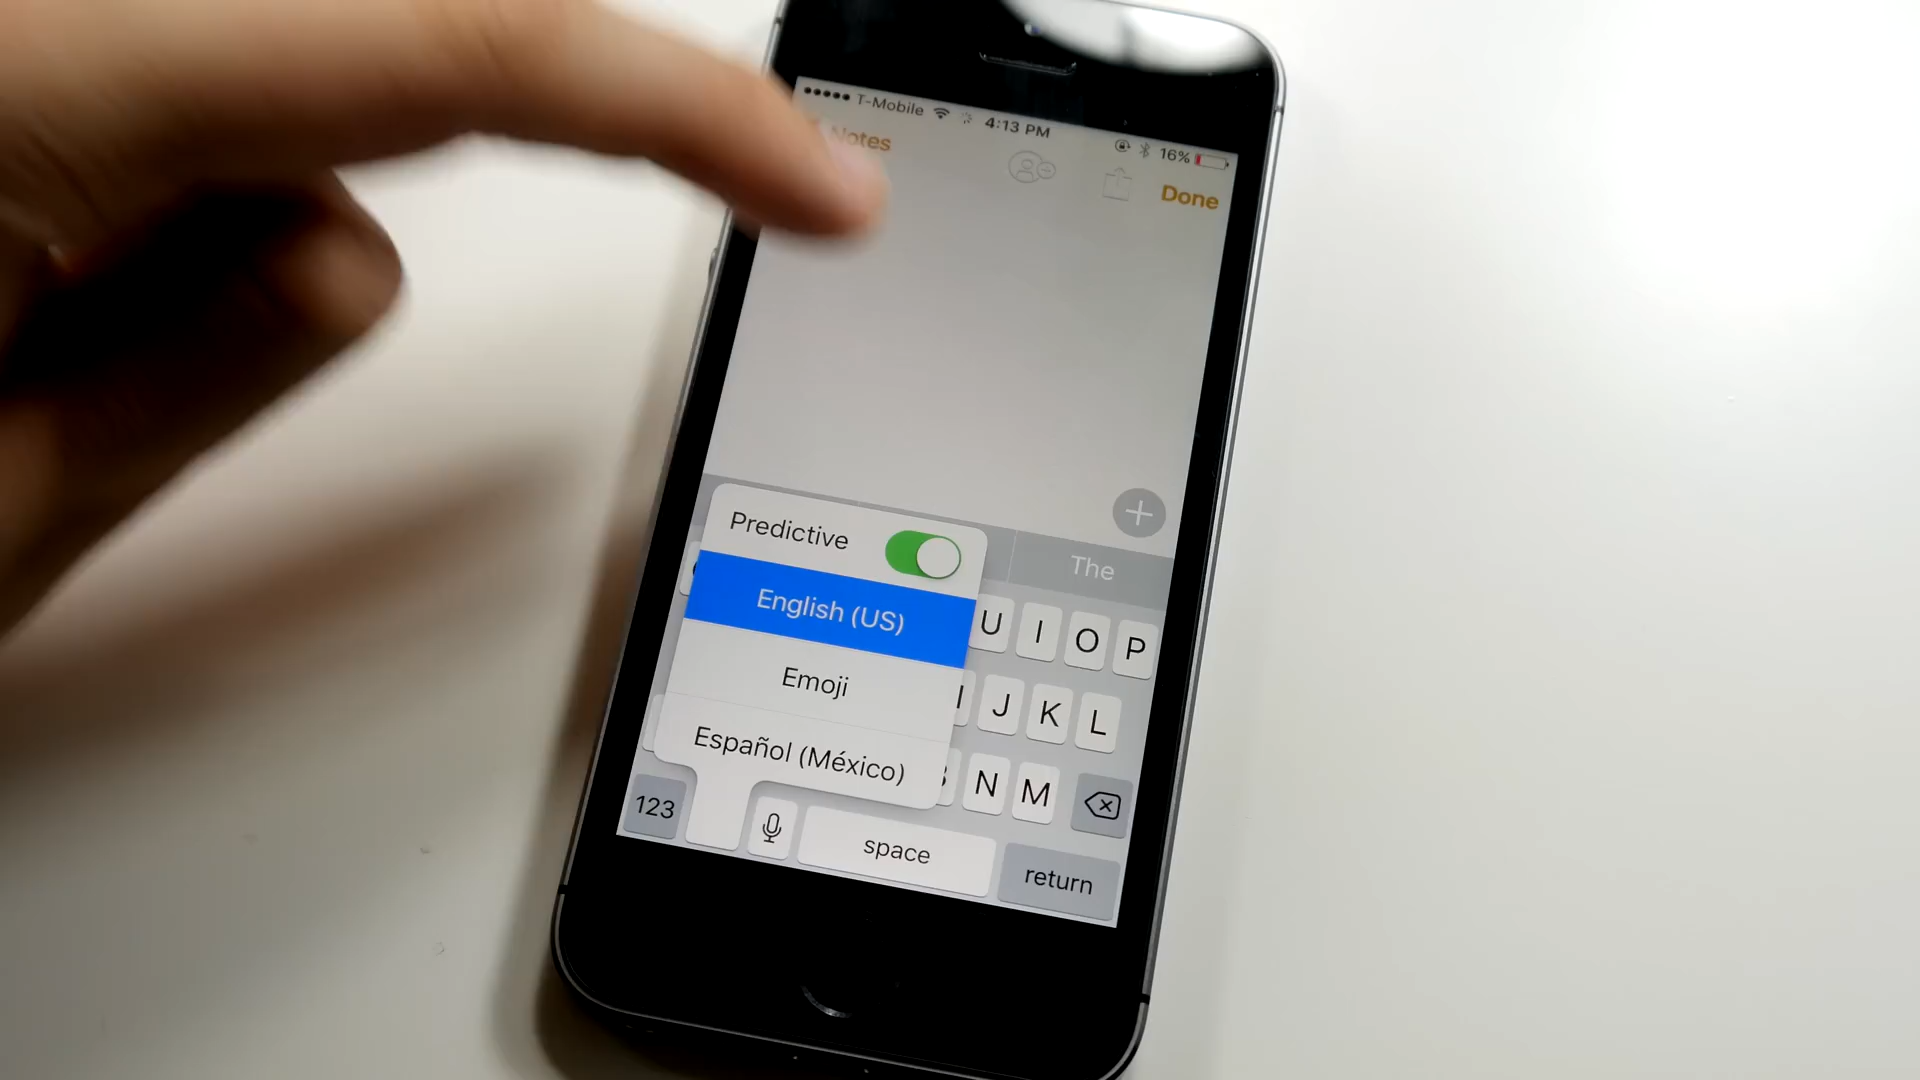 T-Mobile 4:13 PM 16%
Notes Done
Predictive
The
English (US)
U I O P
Emoji
J K L
Español (México)
N M
123 space return